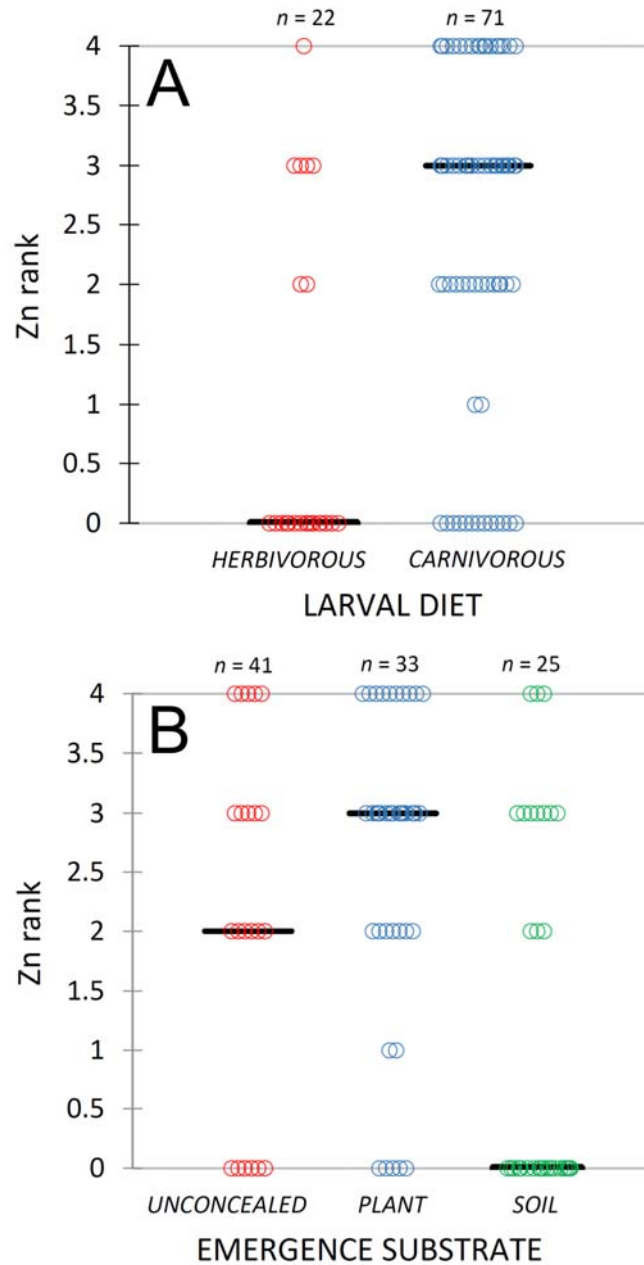 n = 22 n = 71
A
4
3.5
3
2.5
2
1.5
1
0.5
0
Zn rank
HERBIVOROUS CARNIVOROUS
LARVAL DIET
n = 41 n = 33 n = 25
B
4
3.5
3
2.5
2
1.5
1
0.5
0
Zn rank
UNCONCEALED PLANT SOIL
EMERGENCE SUBSTRATE